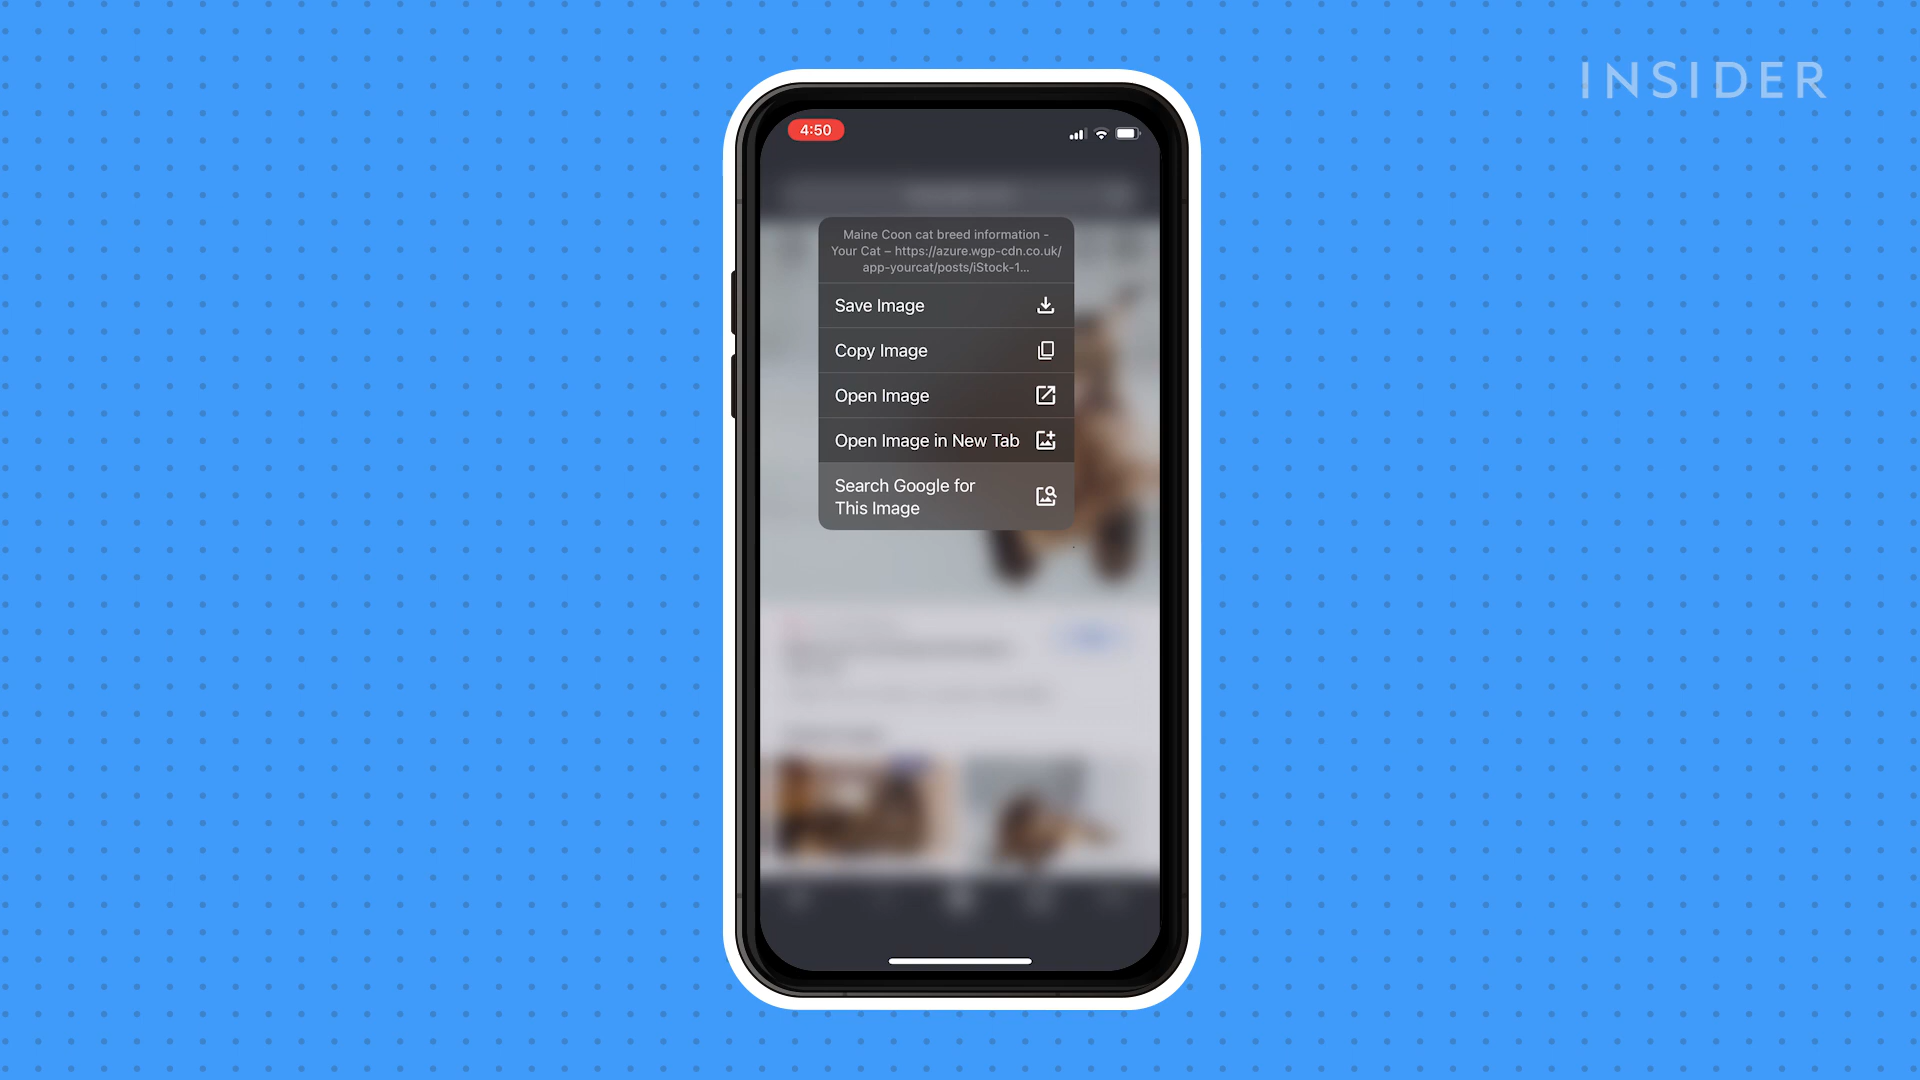 INSIDER
4:50
Maine Coon cat breed information -
Your Cat – https://azure.wgp-cdn.co.uk/
app-yourcat/posts/iStock-1...
Save Image
Copy Image
Open Image
Open Image in New Tab
Search Google for
This Image